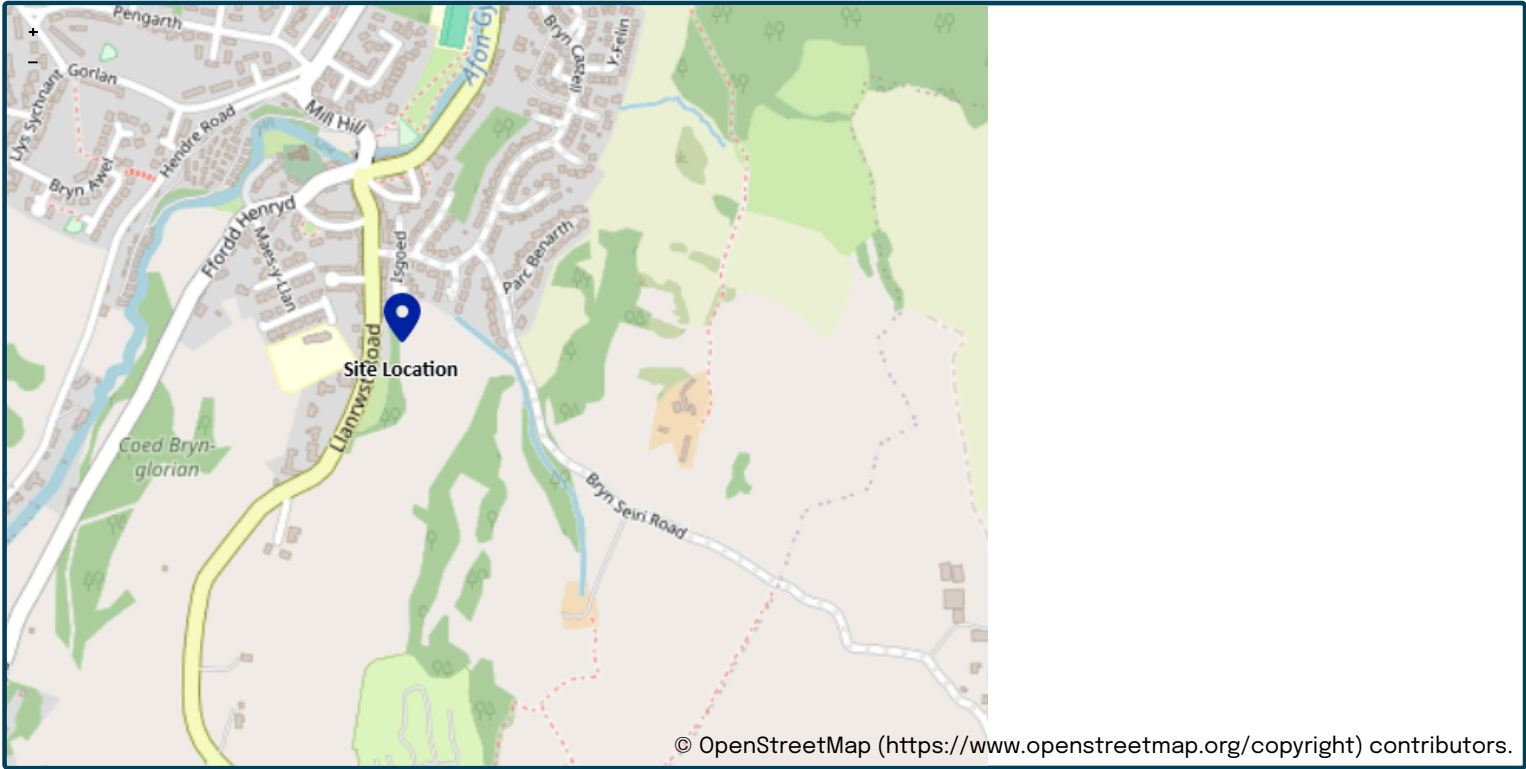 +
−
Pengarth
Gorlan
Llys Sychnant
Hendre Road
Mill Hill
Afon Gy
Bryn Castell
Y Felin
Bryn Awel
Ffordd Henryd
Maes-y-Llan
Isgoed
Parc Benarth
Site Location
Llanrwst Road
Coed Bryn-
glorian
Bryn Seiri Road
© OpenStreetMap (https://www.openstreetmap.org/copyright) contributors.